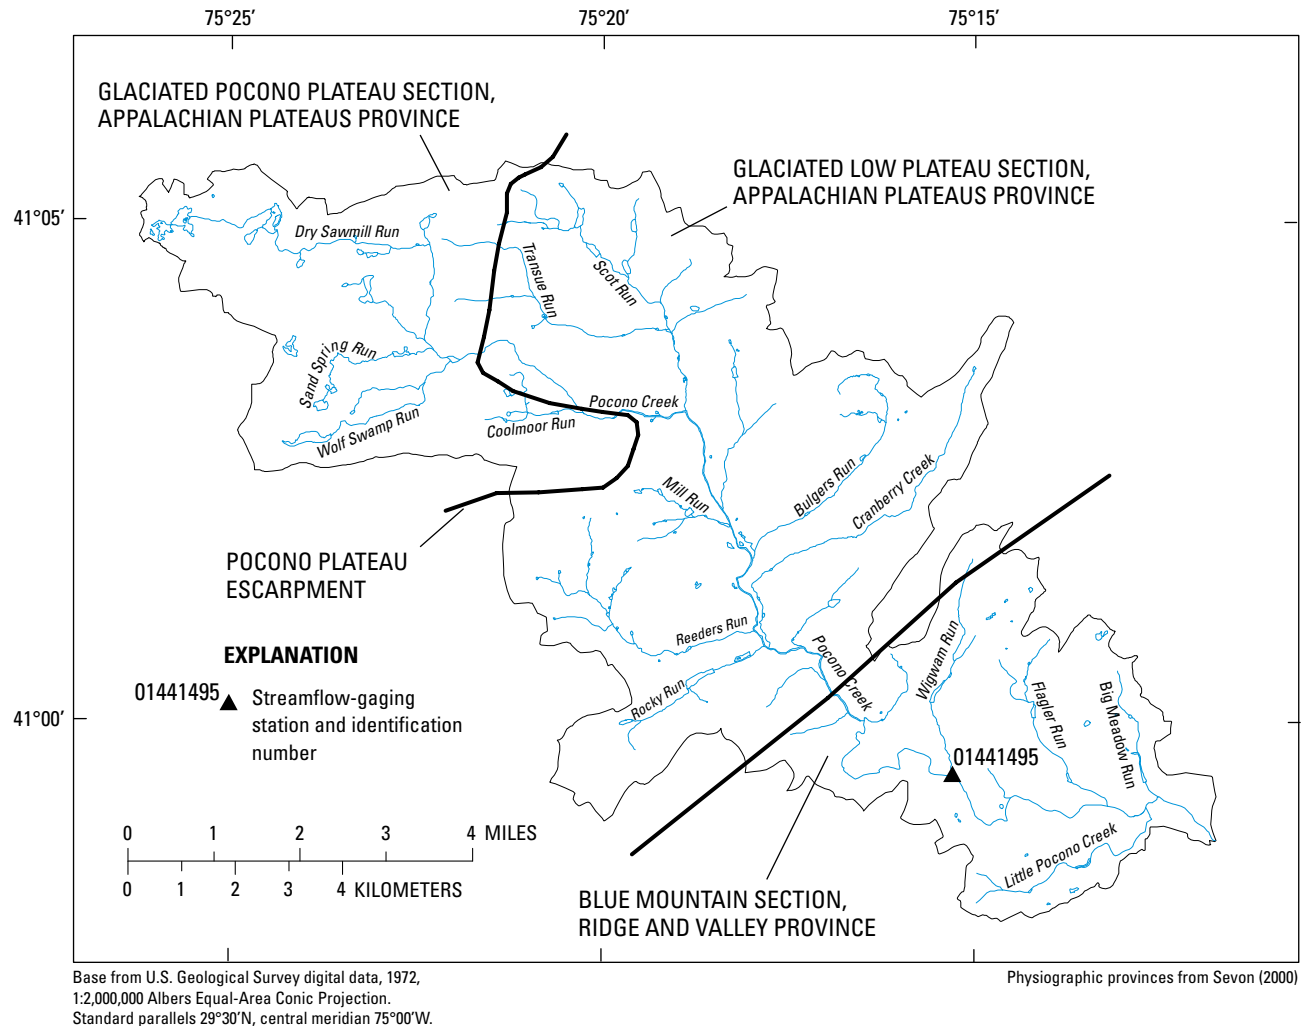 75°25'
75°20'
75°15'
GLACIATED POCONO PLATEAU SECTION,
APPALACHIAN PLATEAUS PROVINCE
GLACIATED LOW PLATEAU SECTION,
APPALACHIAN PLATEAUS PROVINCE
41°05'
Dry Sawmill Run
Transue Run
Scot Run
Sand Spring Run
Wolf Swamp Run
Coolmoor Run
Pocono Creek
Mill Run
Bulgers Run
Cranberry Creek
POCONO PLATEAU
ESCARPMENT
Reeders Run
Rocky Run
Pocono Creek
Wigwam Run
Flagler Run
Big Meadow Run
41°00'
EXPLANATION
01441495
Streamflow-gaging
station and identification
number
01441495
Little Pocono Creek
0 1 2 3 4 MILES
0 1 2 3 4 KILOMETERS
BLUE MOUNTAIN SECTION,
RIDGE AND VALLEY PROVINCE
Base from U.S. Geological Survey digital data, 1972,
1:2,000,000 Albers Equal-Area Conic Projection.
Standard parallels 29°30'N, central meridian 75°00'W.
Physiographic provinces from Sevon (2000)